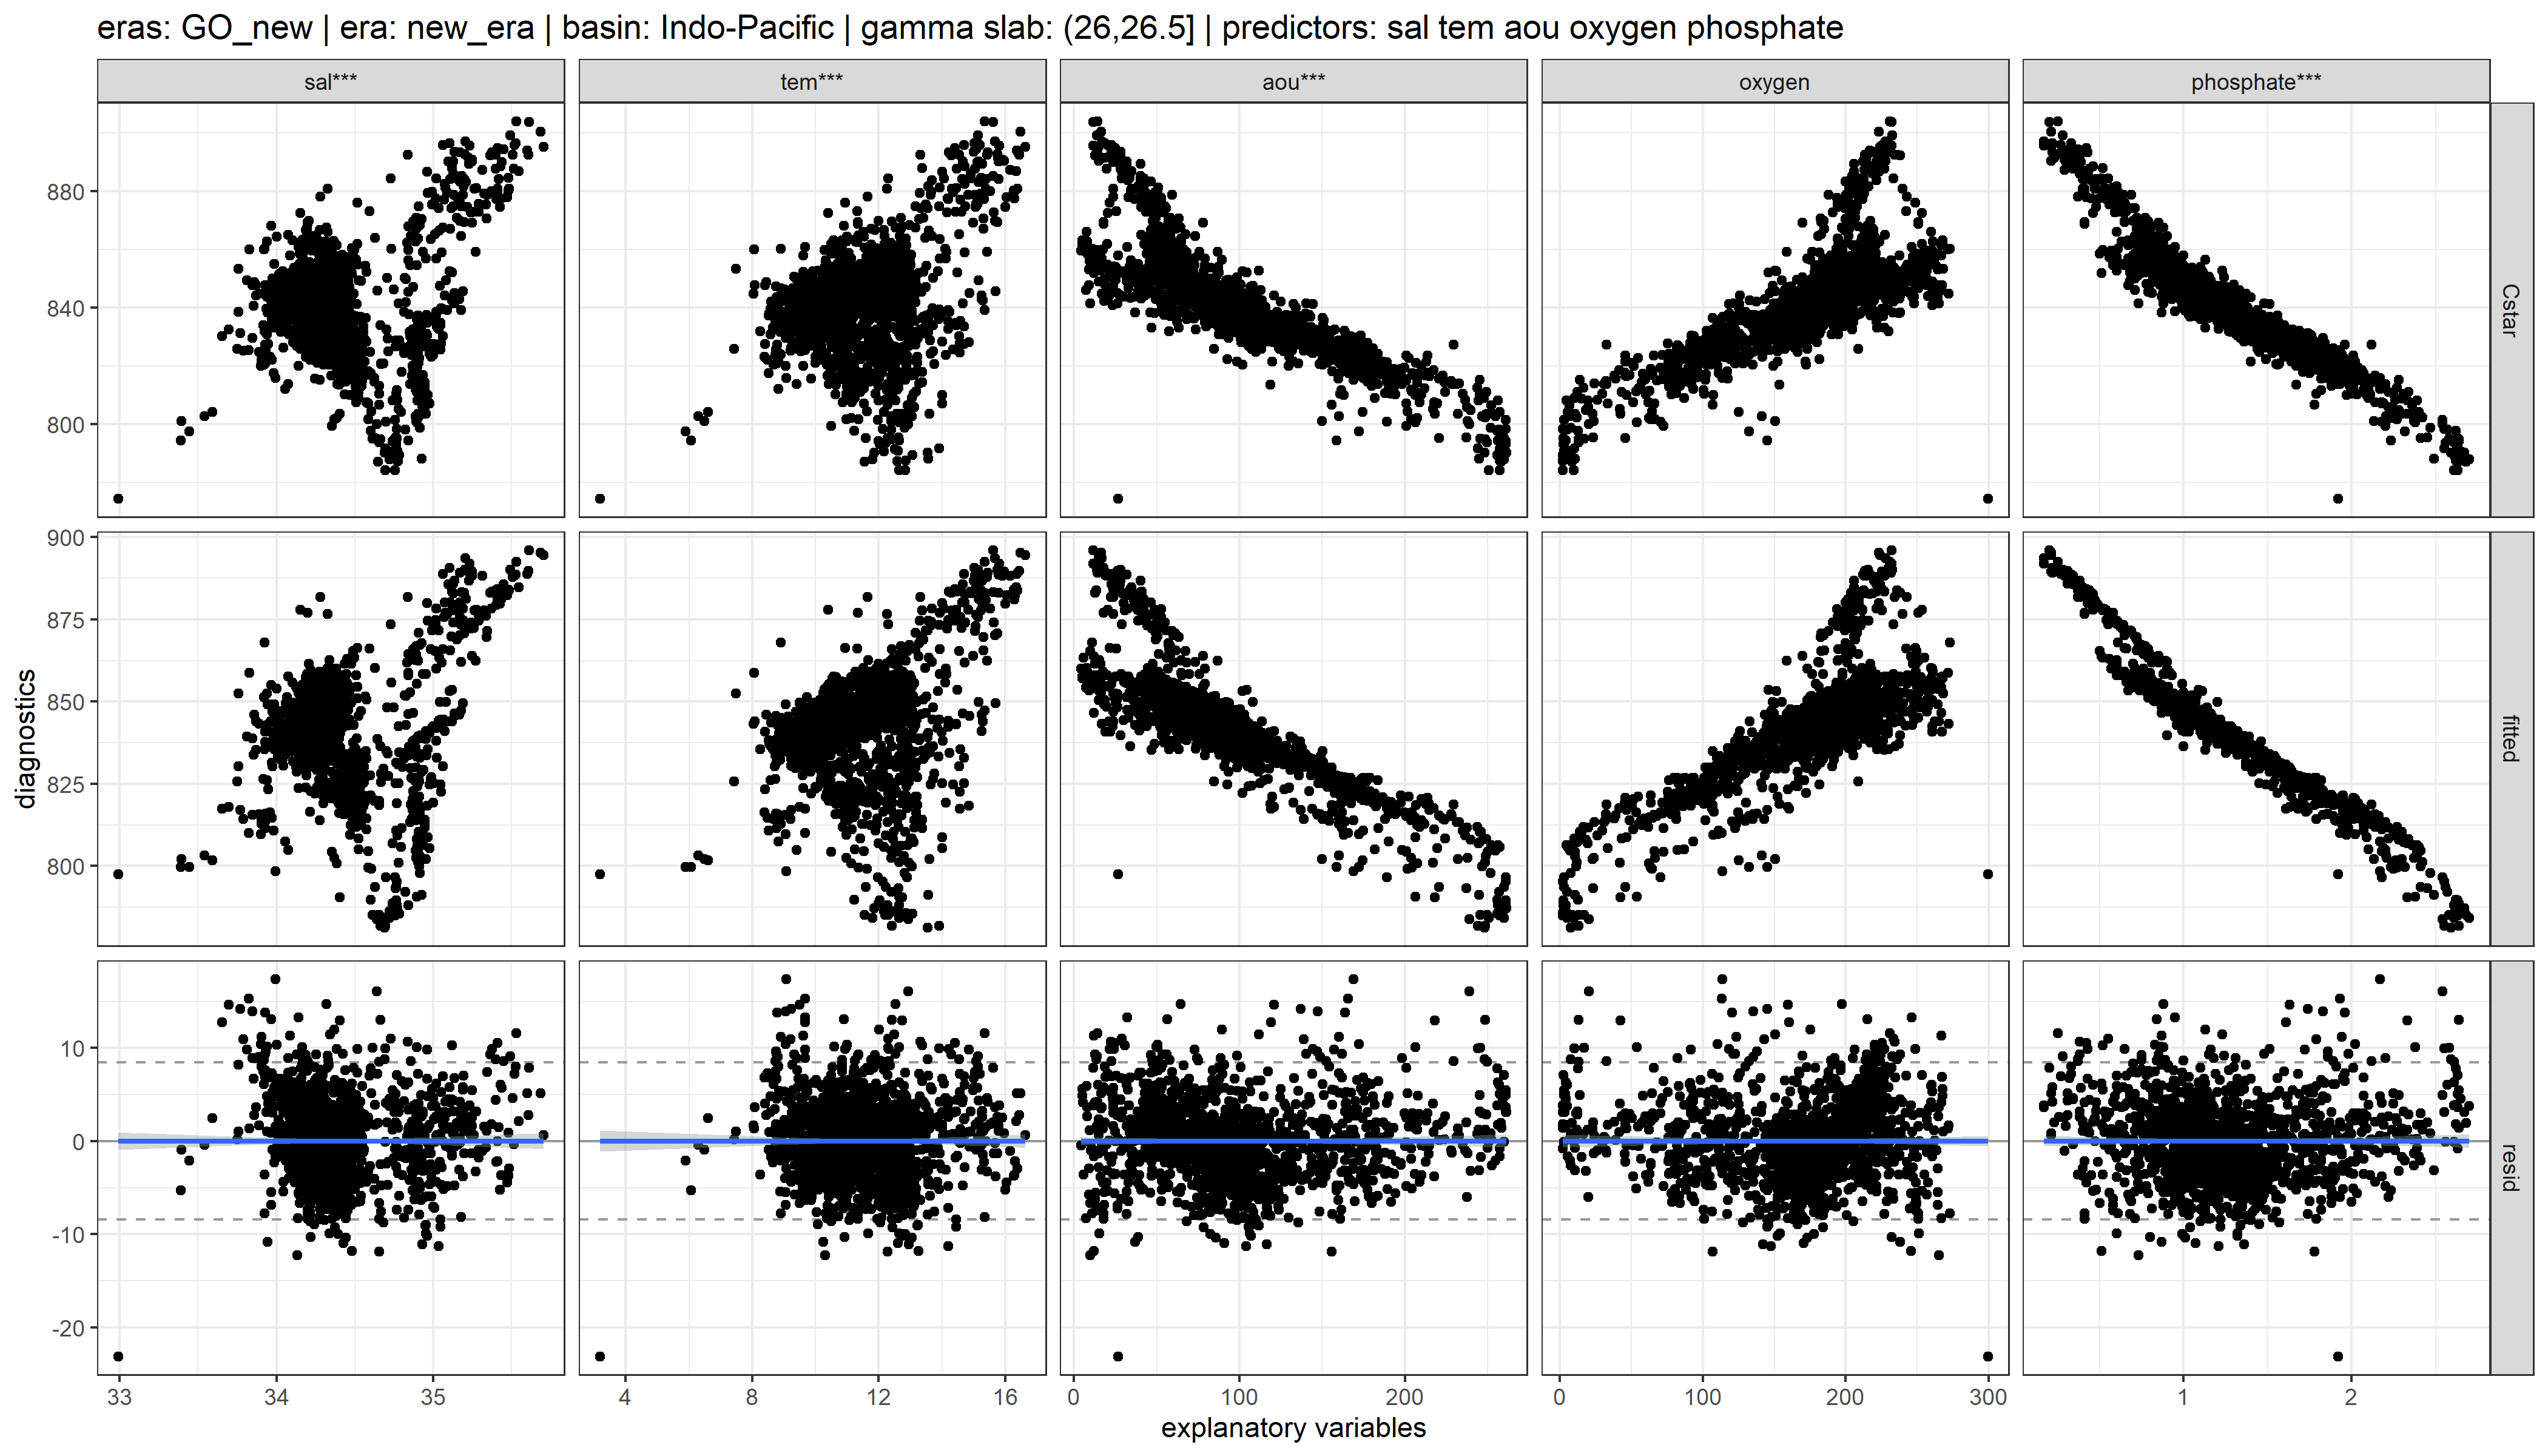 eras: GO_new | era: new_era | basin: Indo-Pacific | gamma slab: (26,26.5] | predictors: sal tem aou oxygen phosphate
sal*** tem*** aou*** oxygen phosphate***
880
840
800
Cstar
900
875
850
825
800
fitted
10
0
-10
-20
resid
diagnostics
33 34 35 4 8 12 16 0 100 200 0 100 200 300 1 2
explanatory variables